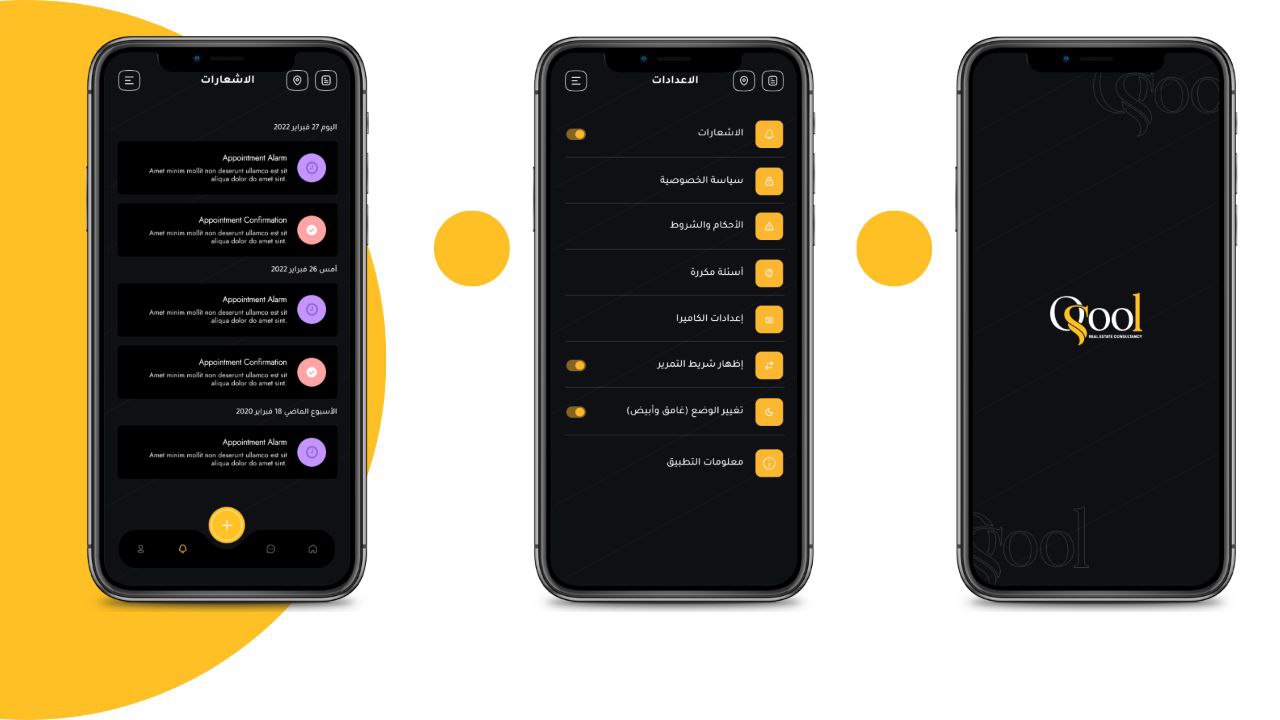 الاشعارات
اليوم 27 فبراير 2022
Appointment Alarm
Amet minim mollit non deserunt ullamco est sit
aliqua dolor do amet sint.
Appointment Confirmation
Amet minim mollit non deserunt ullamco est sit
aliqua dolor do amet sint.
أمس 26 فبراير 2022
Appointment Alarm
Amet minim mollit non deserunt ullamco est sit
aliqua dolor do amet sint.
Appointment Confirmation
Amet minim mollit non deserunt ullamco est sit
aliqua dolor do amet sint.
الأسبوع الماضي 18 فبراير 2020
Appointment Alarm
Amet minim mollit non deserunt ullamco est sit
aliqua dolor do amet sint.
الاعدادات
الاشعارات
سياسة الخصوصية
الأحكام والشروط
أسئلة مكررة
إعدادات الكاميرا
إظهار شريط التمرير
تغيير الوضع (غامق وأبيض)
معلومات التطبيق
Osool
Osool
REAL ESTATE CONSULTANCY
Osool